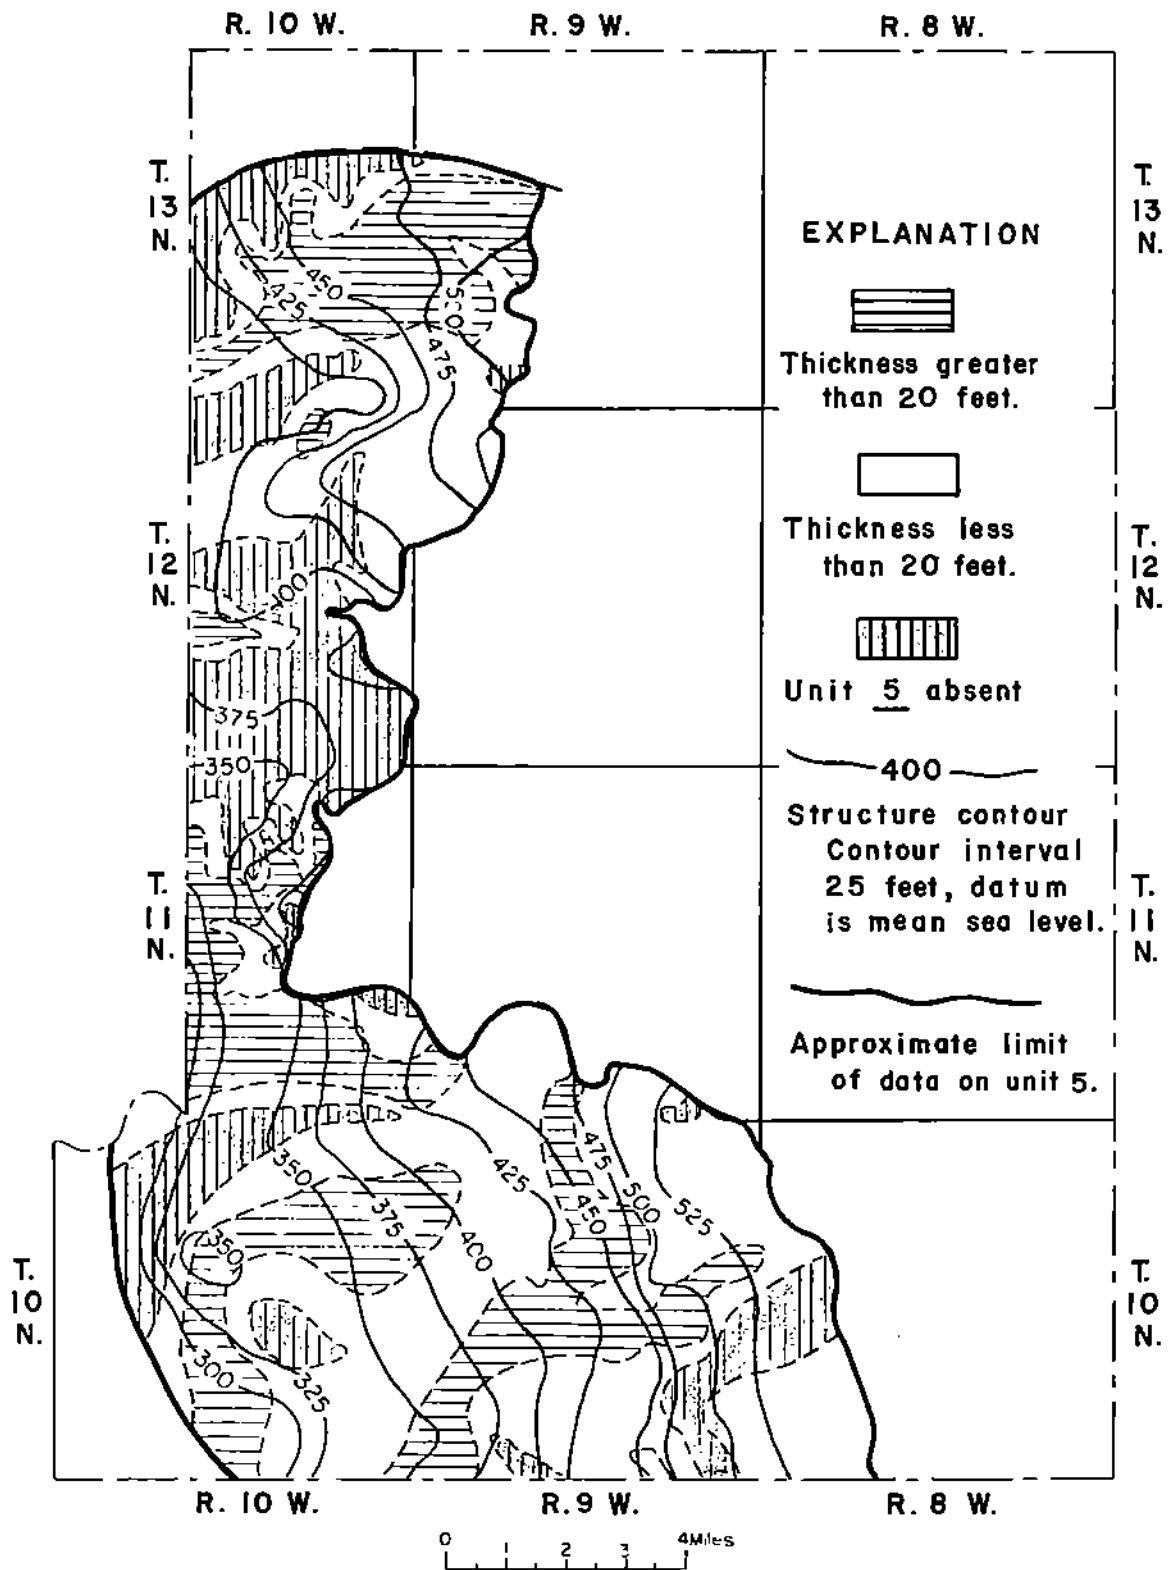 R. 10 W.
R. 9 W.
R. 8 W.
T.
13
N.
T.
13
N.
EXPLANATION
Thickness greater
than 20 feet.
Thickness less
than 20 feet.
Unit 5 absent
400
Structure contour
Contour interval
25 feet, datum
is mean sea level.
Approximate limit
of data on unit 5.
450
425
500
475
T.
12
N.
T.
12
N.
400
375
350
T.
11
N.
T.
11
N.
350
375
400
425
450
475
500
525
350
300
325
T.
10
N.
T.
10
N.
R. 10 W.
R. 9 W.
R. 8 W.
0 1 2 3 4 Miles